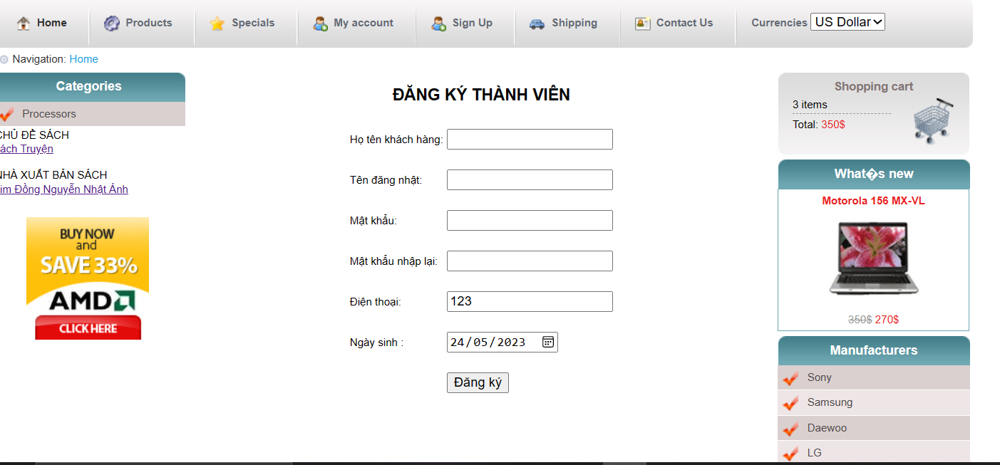 Home Products Specials My account Sign Up Shipping Contact Us Currencies US Dollar
Navigation: Home
Categories
Processors
CHỦ ĐỀ SÁCH
ách Truyện
NHÀ XUẤT BẢN SÁCH
im Đồng Nguyễn Nhật Ánh
BUY NOW
and
SAVE 33%
AMD
CLICK HERE
ĐĂNG KÝ THÀNH VIÊN
Họ tên khách hàng:
Tên đăng nhật:
Mật khẩu:
Mật khẩu nhập lại:
Điện thoại: 123
Ngày sinh : 24/05/2023
Đăng ký
Shopping cart
3 items
Total: 350$
What�s new
Motorola 156 MX-VL
350$ 270$
Manufacturers
Sony
Samsung
Daewoo
LG